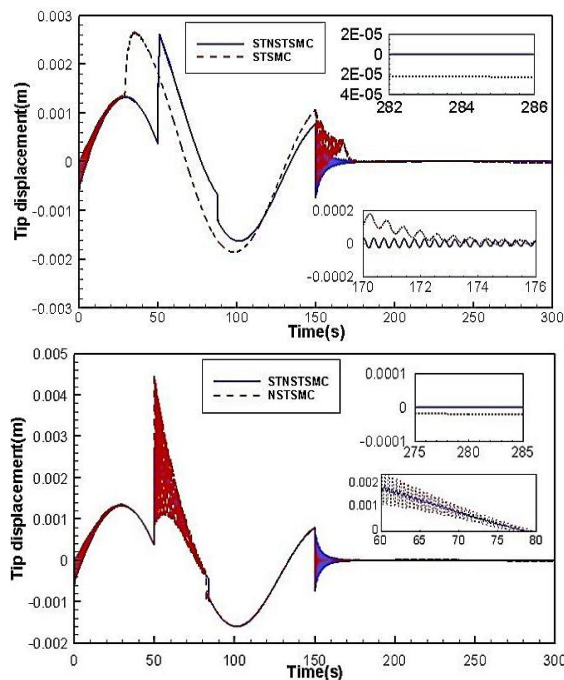 0.003
0.002
0.001
0
-0.001
-0.002
-0.003
Tip displacement(m)
STNSTSMC
STSMC
2E-05
0
2E-05
4E-05
282 284 286
0.0002
0
-0.0002
170 172 174 176
0 50 100 150 200 250 300
Time(s)
0.005
0.004
0.003
0.002
0.001
0
-0.001
-0.002
Tip displacement(m)
STNSTSMC
NSTSMC
0.0001
0
-0.0001
275 280 285
0.002
0.001
0
60 65 70 75 80
0 50 100 150 200 250 300
Time(s)